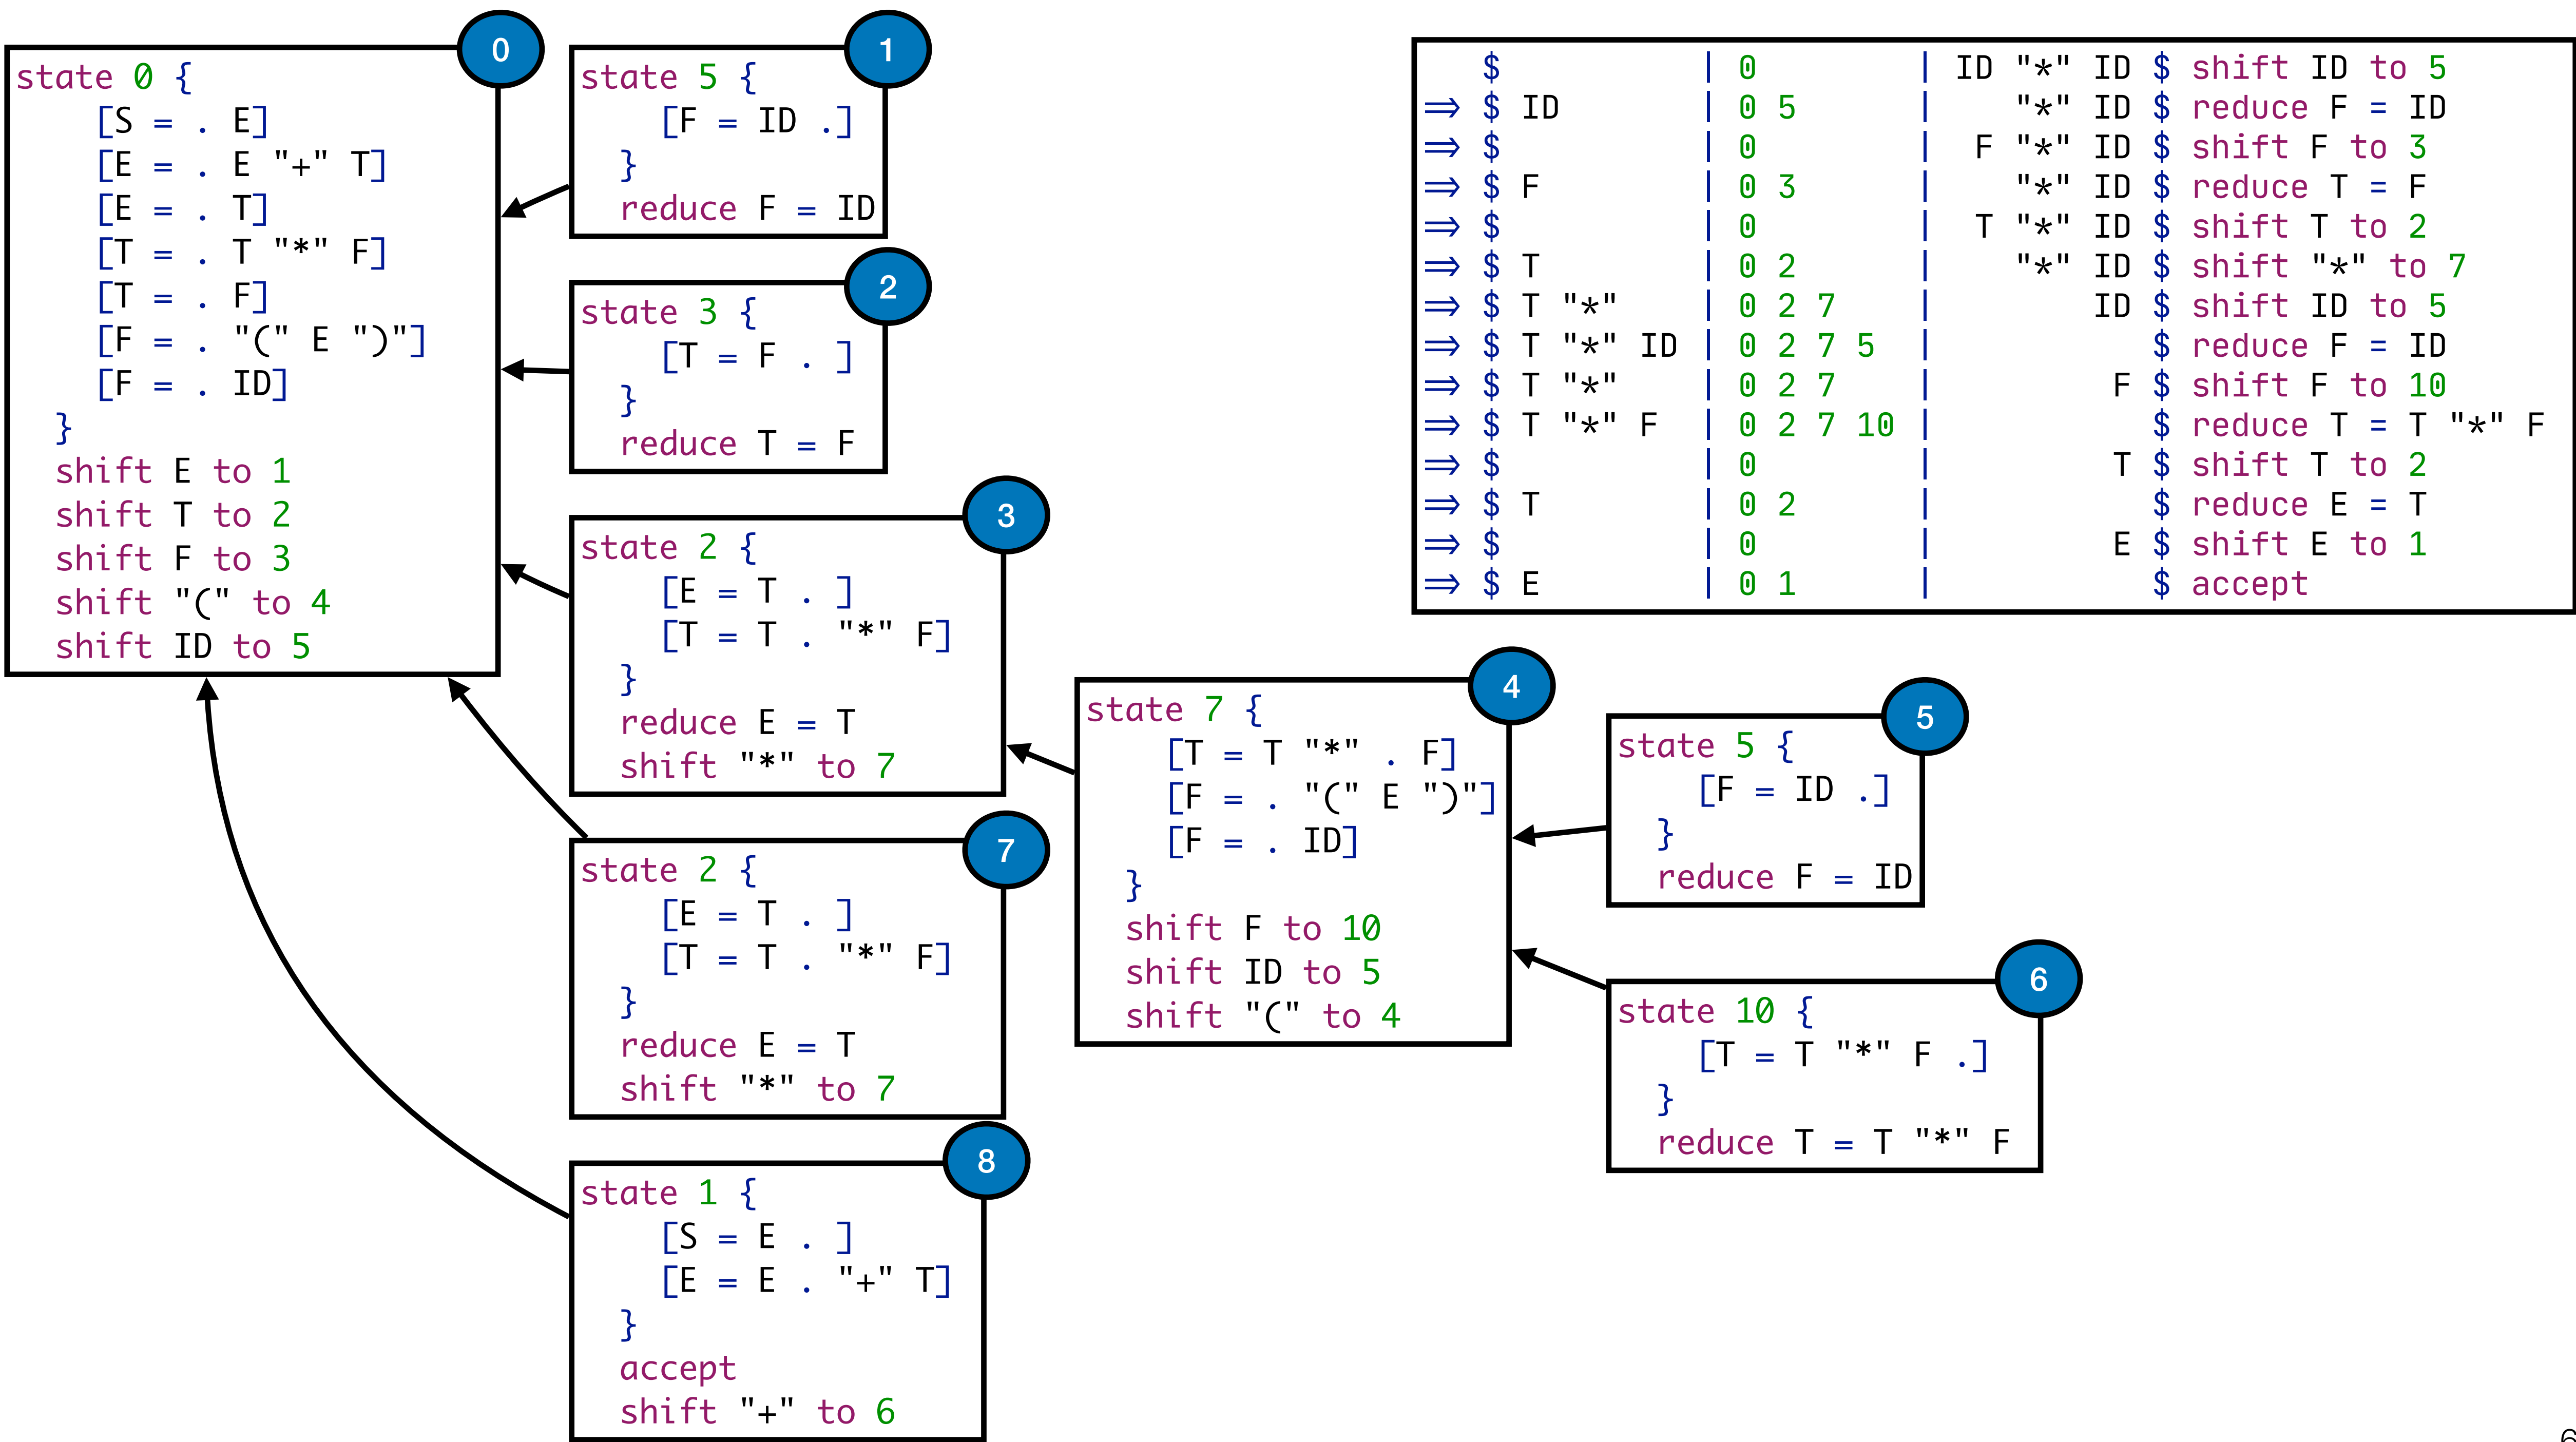 0
state 0 {
[S = . E]
[E = . E "+" T]
[E = . T]
[T = . T "*" F]
[T = . F]
[F = . "(" E ")"]
[F = . ID]
}
shift E to 1
shift T to 2
shift F to 3
shift "(" to 4
shift ID to 5
1
state 5 {
[F = ID .]
}
reduce F = ID
2
state 3 {
[T = F . ]
}
reduce T = F
3
state 2 {
[E = T . ]
[T = T . "*" F]
}
reduce E = T
shift "*" to 7
7
state 2 {
[E = T . ]
[T = T . "*" F]
}
reduce E = T
shift "*" to 7
8
state 1 {
[S = E . ]
[E = E . "+" T]
}
accept
shift "+" to 6
4
state 7 {
[T = T "*" . F]
[F = . "(" E ")"]
[F = . ID]
}
shift F to 10
shift ID to 5
shift "(" to 4
5
state 5 {
[F = ID .]
}
reduce F = ID
6
state 10 {
[T = T "*" F .]
}
reduce T = T "*" F
$ | 0 | ID "*" ID $ shift ID to 5
⇒ $ ID | 0 5 | "*" ID $ reduce F = ID
⇒ $ | 0 | F "*" ID $ shift F to 3
⇒ $ F | 0 3 | "*" ID $ reduce T = F
⇒ $ | 0 | T "*" ID $ shift T to 2
⇒ $ T | 0 2 | "*" ID $ shift "*" to 7
⇒ $ T "*" | 0 2 7 | ID $ shift ID to 5
⇒ $ T "*" ID | 0 2 7 5 | $ reduce F = ID
⇒ $ T "*" | 0 2 7 | F $ shift F to 10
⇒ $ T "*" F | 0 2 7 10 | $ reduce T = T "*" F
⇒ $ | 0 | T $ shift T to 2
⇒ $ T | 0 2 | $ reduce E = T
⇒ $ | 0 | E $ shift E to 1
⇒ $ E | 0 1 | $ accept